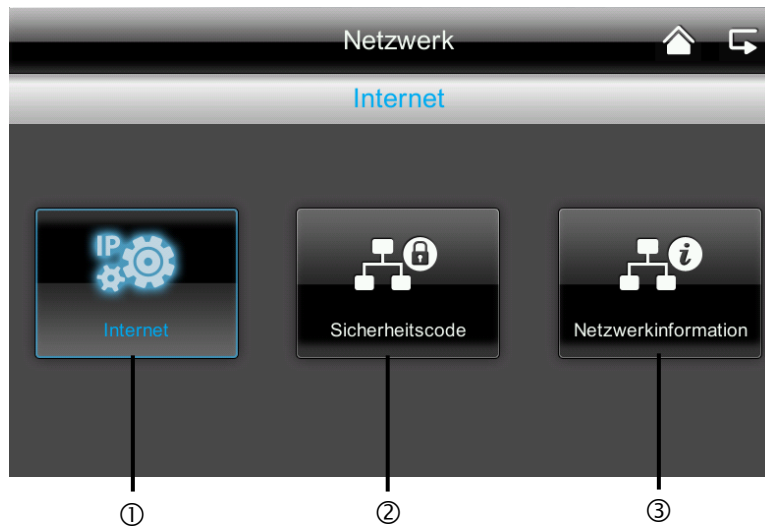 Netzwerk
Internet
IP
Internet
Sicherheitscode
i
Netzwerkinformation
① ② ③